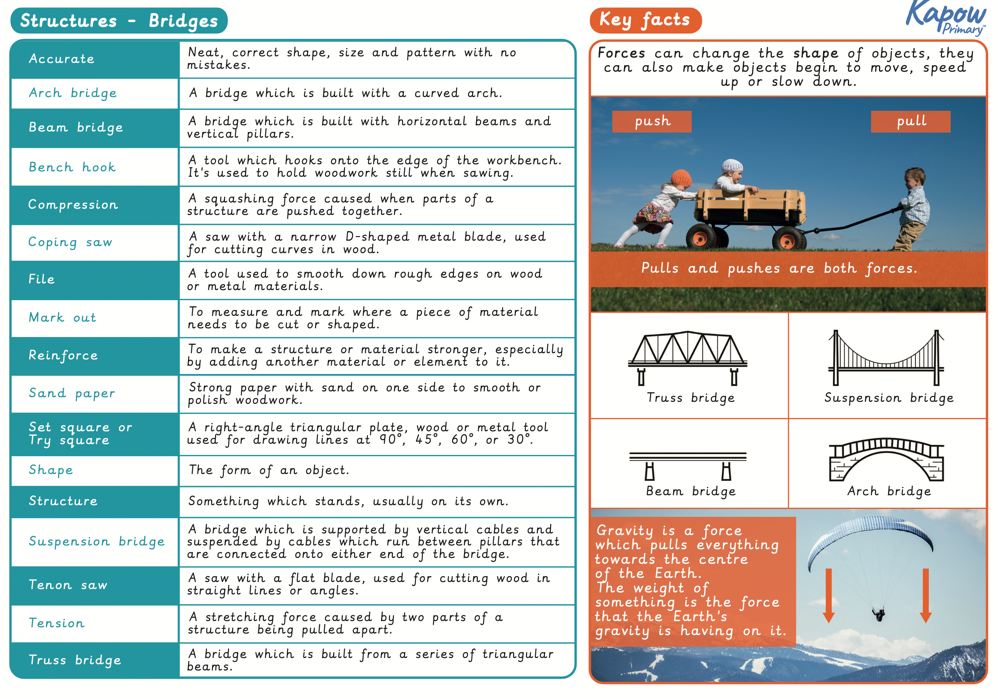 Structures - Bridges
Accurate
Neat, correct shape, size and pattern with no
mistakes.
Arch bridge
A bridge which is built with a curved arch.
Beam bridge
A bridge which is built with horizontal beams and
vertical pillars.
Bench hook
A tool which hooks onto the edge of the workbench.
It's used to hold woodwork still when sawing.
Compression
A squashing force caused when parts of a
structure are pushed together.
Coping saw
A saw with a narrow D-shaped metal blade, used
for cutting curves in wood.
File
A tool used to smooth down rough edges on wood
or metal materials.
Mark out
To measure and mark where a piece of material
needs to be cut or shaped.
Reinforce
To make a structure or material stronger, especially
by adding another material or element to it.
Sand paper
Strong paper with sand on one side to smooth or
polish woodwork.
Set square or
Try square
A right-angle triangular plate, wood or metal tool
used for drawing lines at 90°, 45°, 60°, or 30°.
Shape
The form of an object.
Structure
Something which stands, usually on its own.
Suspension bridge
A bridge which is supported by vertical cables and
suspended by cables which run between pillars that
are connected onto either end of the bridge.
Tenon saw
A saw with a flat blade, used for cutting wood in
straight lines or angles.
Tension
A stretching force caused by two parts of a
structure being pulled apart.
Truss bridge
A bridge which is built from a series of triangular
beams.
Key facts
Kapow
Primary™
Forces can change the shape of objects, they
can also make objects begin to move, speed
up or slow down.
push
pull
Pulls and pushes are both forces.
Truss bridge
Suspension bridge
Beam bridge
Arch bridge
Gravity is a force
which pulls everything
towards the centre
of the Earth.
The weight of
something is the force
that the Earth's
gravity is having on it.